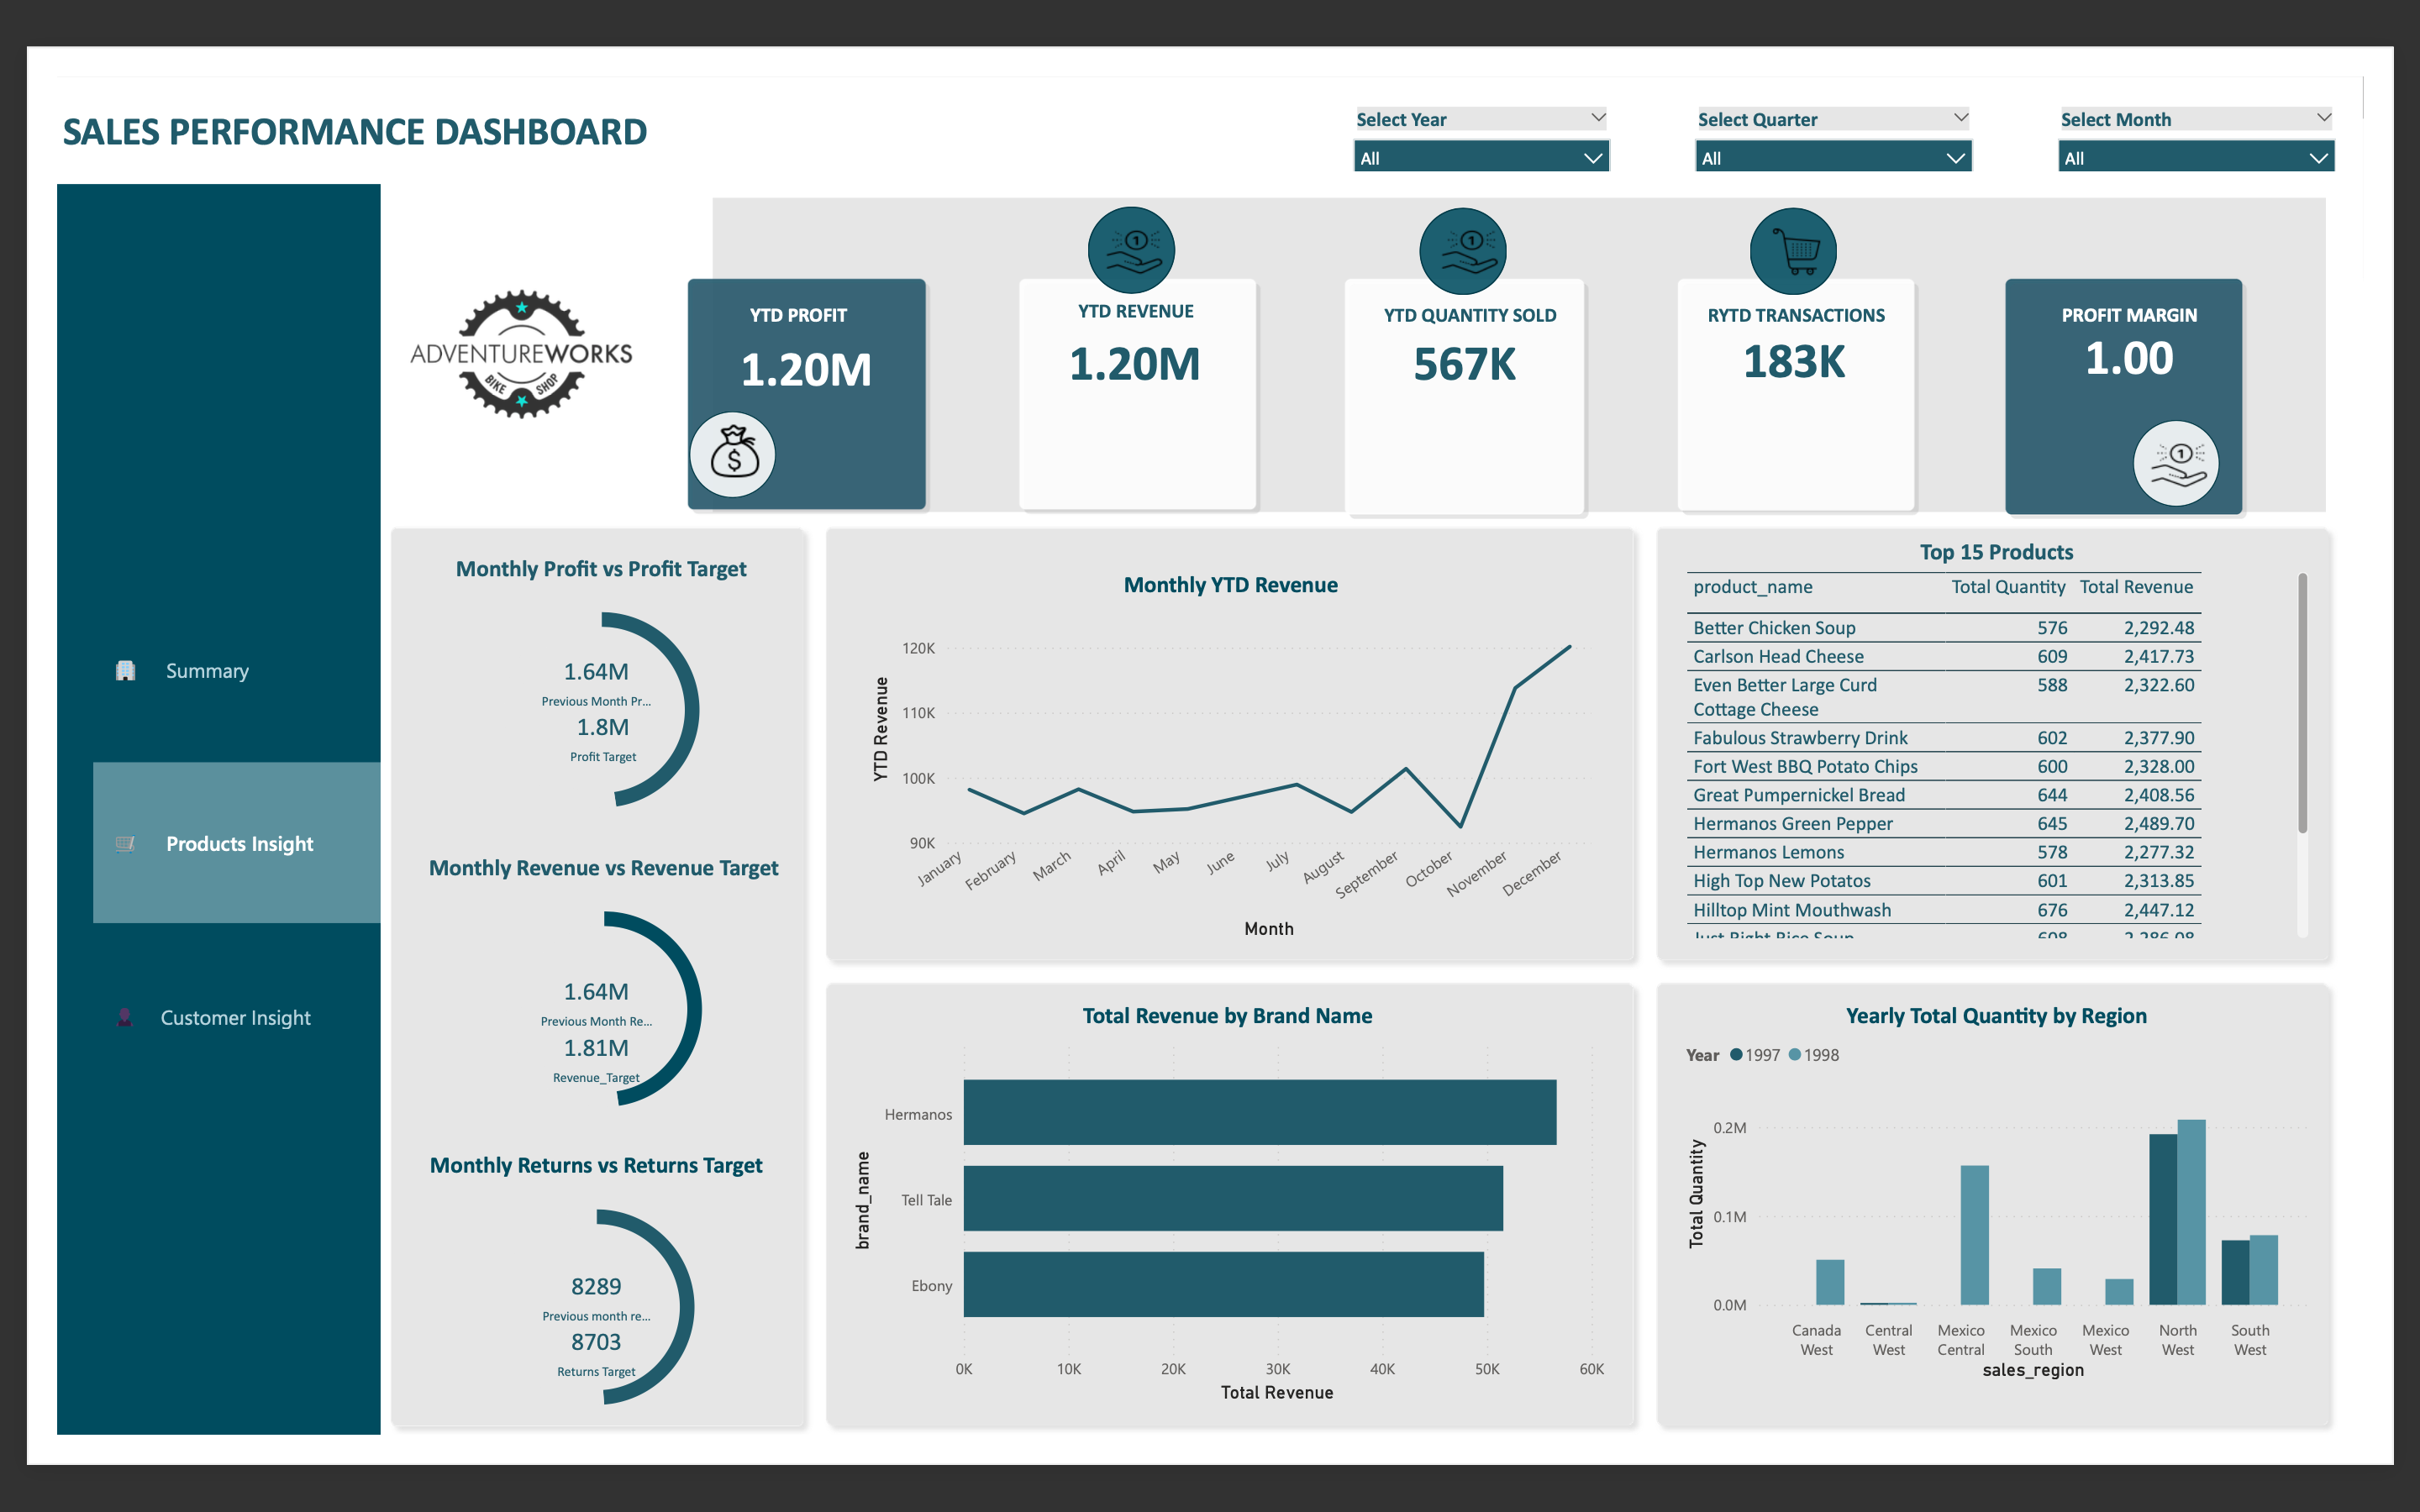 SALES PERFORMANCE DASHBOARD
Select Year
All
Select Quarter
All
Select Month
All
ADVENTUREWORKS
BIKE SHOP
YTD PROFIT
1.20M
$
1
YTD REVENUE
1.20M
1
YTD QUANTITY SOLD
567K
RYTD TRANSACTIONS
183K
PROFIT MARGIN
1.00
1
Summary
Products Insight
Customer Insight
Monthly Profit vs Profit Target
1.64M
Previous Month Pr...
1.8M
Profit Target
Monthly Revenue vs Revenue Target
1.64M
Previous Month Re...
1.81M
Revenue_Target
Monthly Returns vs Returns Target
8289
Previous month re...
8703
Returns Target
Monthly YTD Revenue
YTD Revenue
120K
110K
100K
90K
January February March April May June July August September October November December
Month
Top 15 Products
product_name Total Quantity Total Revenue
Better Chicken Soup 576 2,292.48
Carlson Head Cheese 609 2,417.73
Even Better Large Curd 588 2,322.60
Cottage Cheese
Fabulous Strawberry Drink 602 2,377.90
Fort West BBQ Potato Chips 600 2,328.00
Great Pumpernickel Bread 644 2,408.56
Hermanos Green Pepper 645 2,489.70
Hermanos Lemons 578 2,277.32
High Top New Potatos 601 2,313.85
Hilltop Mint Mouthwash 676 2,447.12
Just Right Rice Soup 608 2,286.08
Total Revenue by Brand Name
brand_name
Hermanos
Tell Tale
Ebony
0K 10K 20K 30K 40K 50K 60K
Total Revenue
Yearly Total Quantity by Region
Year 1997 1998
Total Quantity
0.2M
0.1M
0.0M
Canada Central Mexico Mexico Mexico North South
West West Central South West West West
sales_region